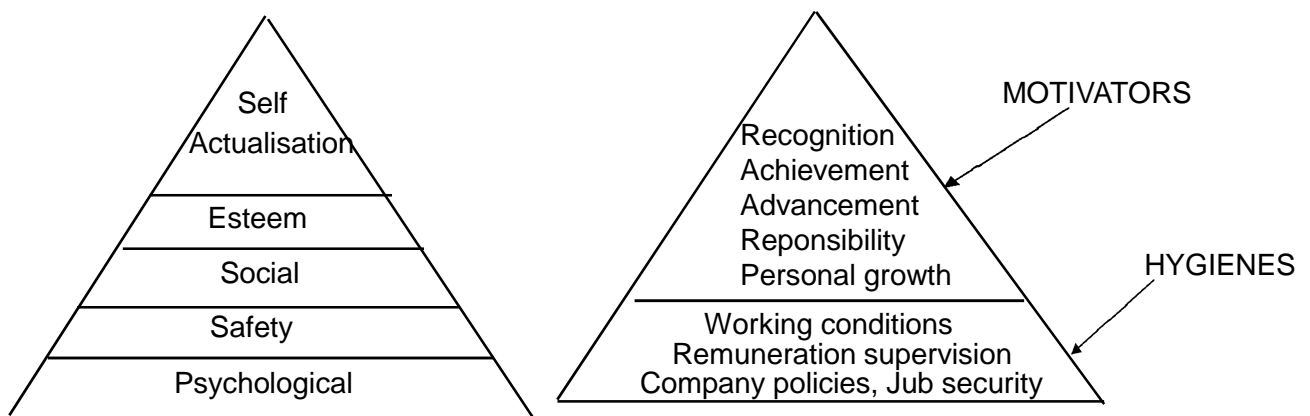 Self
Actualisation
Esteem
Social
Safety
Psychological
MOTIVATORS
Recognition
Achievement
Advancement
Reponsibility
Personal growth
HYGIENES
Working conditions
Remuneration supervision
Company policies, Jub security